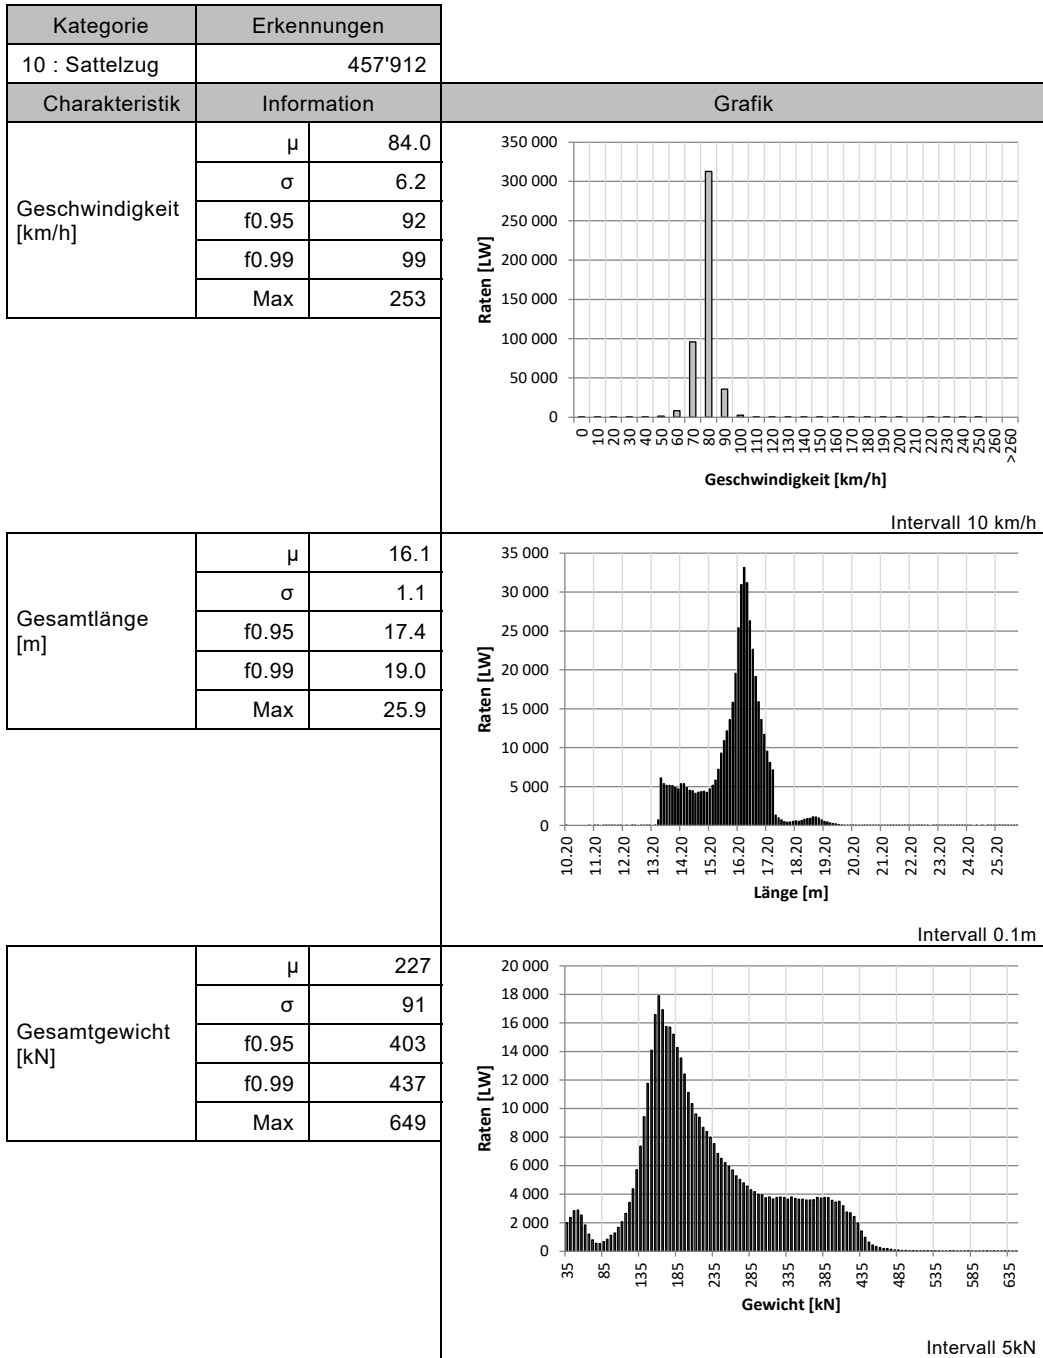 Kategorie Erkennungen
10 : Sattelzug 457'912
Charakteristik Information Grafik
Geschwindigkeit
[km/h]
µ 84.0
σ 6.2
f0.95 92
f0.99 99
Max 253
350 000
300 000
250 000
200 000
150 000
100 000
50 000
0
Raten [LW]
0 10 20 30 40 50 60 70 80 90 100 110 120 130 140 150 160 170 180 190 200 210 220 230 240 250 260 >260
Geschwindigkeit [km/h]
Intervall 10 km/h
Gesamtlänge
[m]
µ 16.1
σ 1.1
f0.95 17.4
f0.99 19.0
Max 25.9
35 000
30 000
25 000
20 000
15 000
10 000
5 000
0
Raten [LW]
10.20 11.20 12.20 13.20 14.20 15.20 16.20 17.20 18.20 19.20 20.20 21.20 22.20 23.20 24.20 25.20
Länge [m]
Intervall 0.1m
Gesamtgewicht
[kN]
µ 227
σ 91
f0.95 403
f0.99 437
Max 649
20 000
18 000
16 000
14 000
12 000
10 000
8 000
6 000
4 000
2 000
0
Raten [LW]
35 85 135 185 235 285 335 385 435 485 535 585 635
Gewicht [kN]
Intervall 5kN